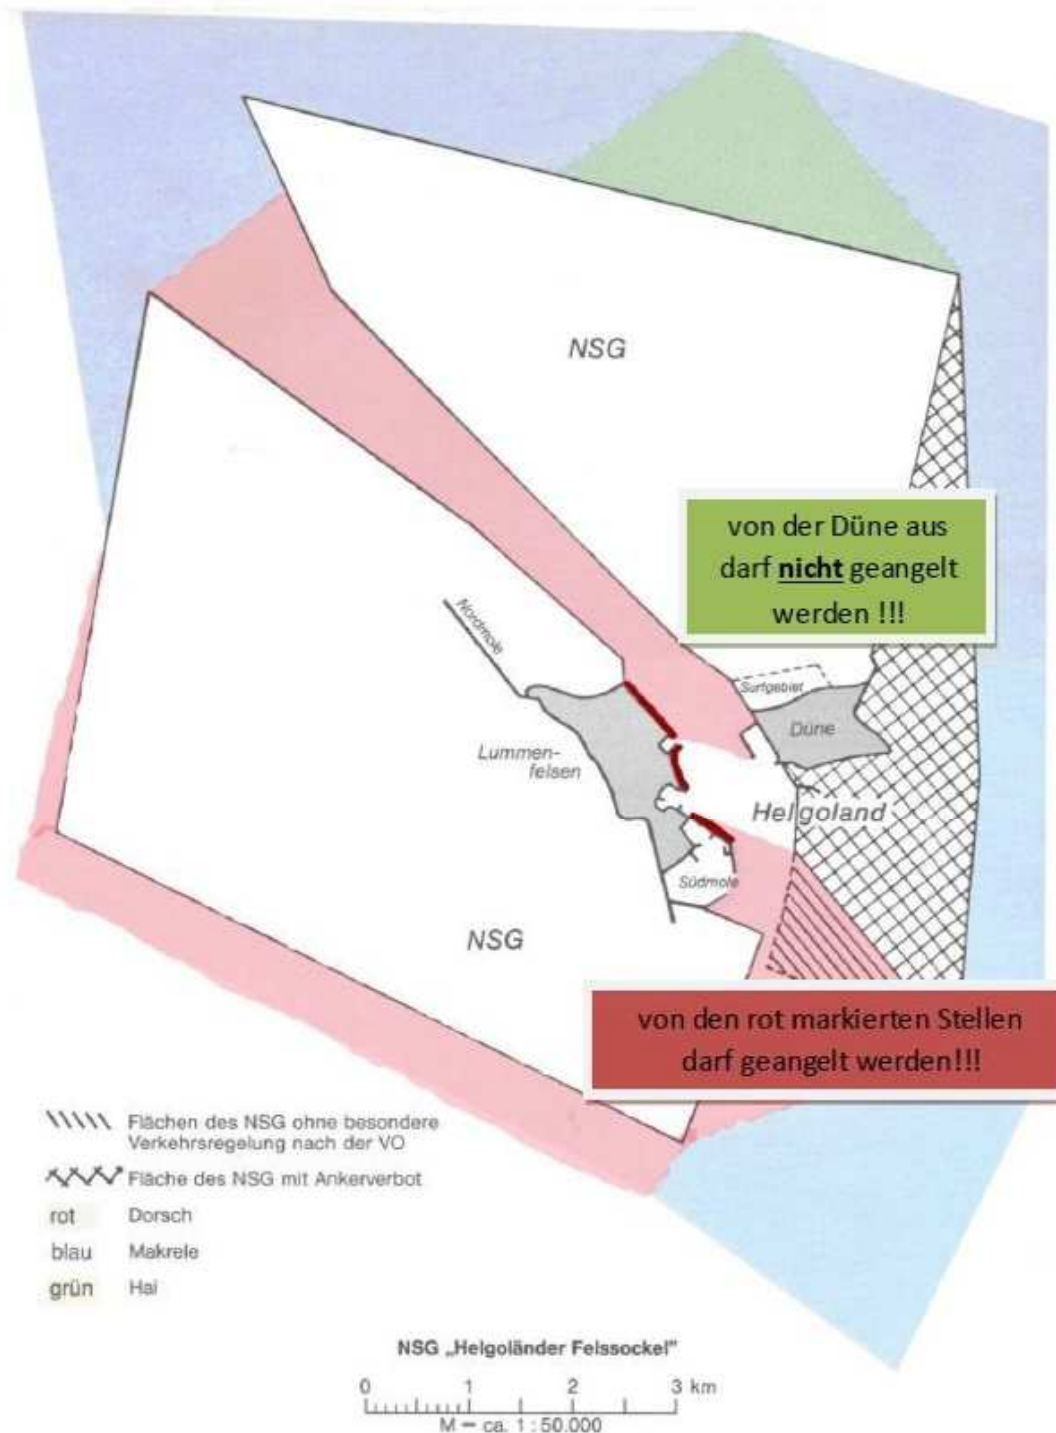 NSG
von der Düne aus
darf nicht geangelt
werden !!!
Nordmole
Surfgebiet
Düne
Lummen-
felsen
Helgoland
Südmole
NSG
von den rot markierten Stellen
darf geangelt werden!!!
Flächen des NSG ohne besondere
Verkehrsregelung nach der VO
Fläche des NSG mit Ankerverbot
rot Dorsch
blau Makrele
grün Hai
NSG „Helgoländer Felssockel"
0 1 2 3 km
M = ca. 1 : 50.000